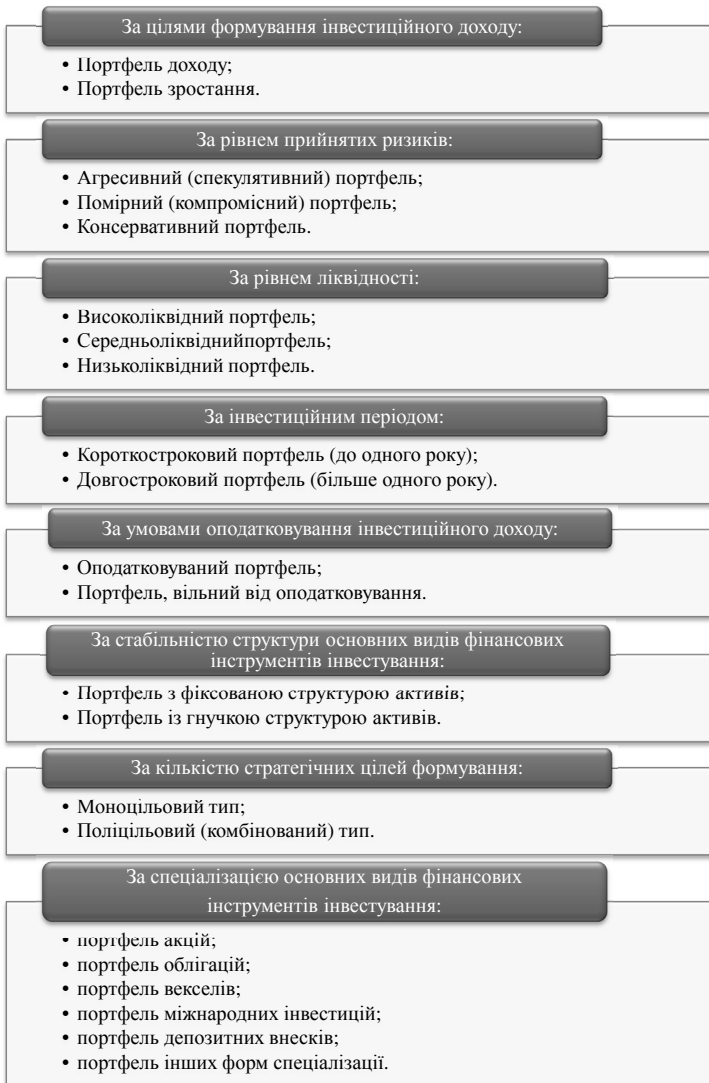 За цілями формування інвестиційного доходу:
• Портфель доходу;
• Портфель зростання.
За рівнем прийнятих ризиків:
• Агресивний (спекулятивний) портфель;
• Помірний (компромісний) портфель;
• Консервативний портфель.
За рівнем ліквідності:
• Високоліквідний портфель;
• Середньоліквіднийпортфель;
• Низьколіквідний портфель.
За інвестиційним періодом:
• Короткостроковий портфель (до одного року);
• Довгостроковий портфель (більше одного року).
За умовами оподатковування інвестиційного доходу:
• Оподатковуваний портфель;
• Портфель, вільний від оподатковування.
За стабільністю структури основних видів фінансових
інструментів інвестування:
• Портфель з фіксованою структурою активів;
• Портфель із гнучкою структурою активів.
За кількістю стратегічних цілей формування:
• Моноцільовий тип;
• Поліцільовий (комбінований) тип.
За спеціалізацією основних видів фінансових
інструментів інвестування:
• портфель акцій;
• портфель облігацій;
• портфель векселів;
• портфель міжнародних інвестицій;
• портфель депозитних внесків;
• портфель інших форм спеціалізації.